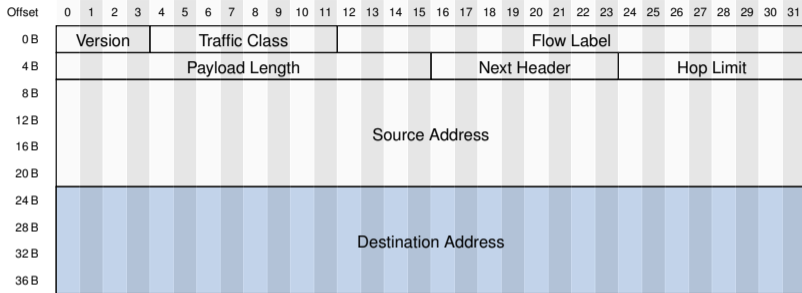 Offset 0 1 2 3 4 5 6 7 8 9 10 11 12 13 14 15 16 17 18 19 20 21 22 23 24 25 26 27 28 29 30 31
0 B Version Traffic Class Flow Label
4 B Payload Length Next Header Hop Limit
8 B
12 B
Source Address
16 B
20 B
24 B
28 B
Destination Address
32 B
36 B